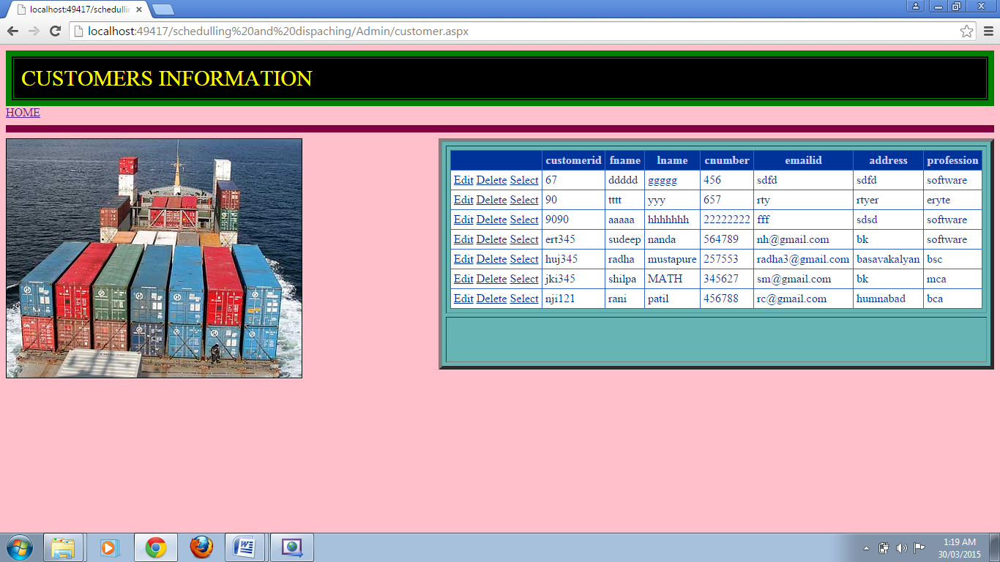 localhost:49417/schedullin
localhost:49417/schedulling%20and%20dispaching/Admin/customer.aspx
CUSTOMERS INFORMATION
HOME
customerid fname lname cnumber emailid address profession
Edit Delete Select 67 ddddd ggggg 456 sdfd sdfd software
Edit Delete Select 90 tttt yyy 657 rty rtyer eryte
Edit Delete Select 9090 aaaaa hhhhhhh 22222222 fff sdsd software
Edit Delete Select ert345 sudeep nanda 564789 nh@gmail.com bk software
Edit Delete Select huj345 radha mustapure 257553 radha3@gmail.com basavakalyan bsc
Edit Delete Select jki345 shilpa MATH 345627 sm@gmail.com bk mca
Edit Delete Select nji121 rani patil 456788 rc@gmail.com humnabad bca
1:19 AM
30/03/2015